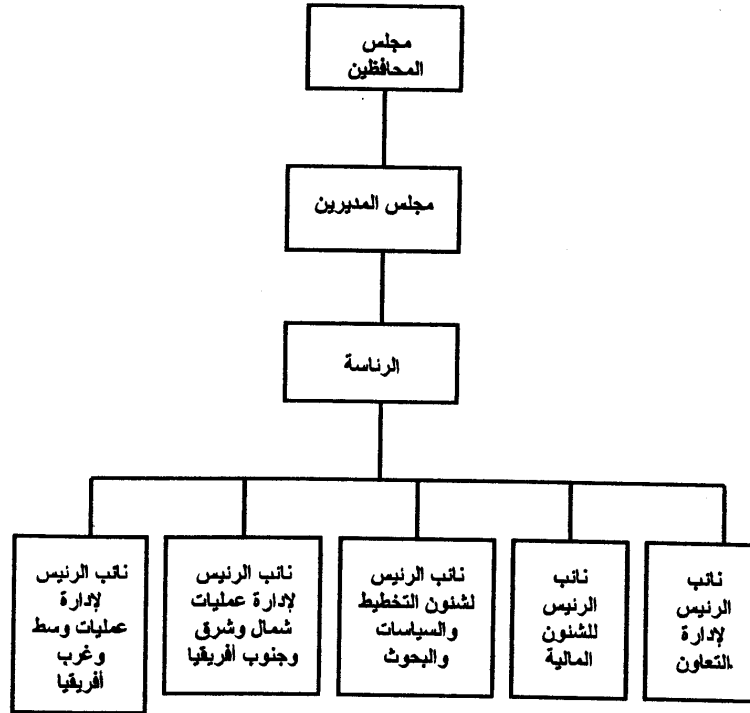 مجلس
المحافظين
مجلس المديرين
الرئاسة
نائب
الرئيس
لإدارة
التعاون
نائب
الرئيس
للشئون
المالية
نائب الرئيس
لشئون التخطيط
والسياسات
والبحوث
نائب الرئيس
لإدارة عمليات
شمال وشرق
وجنوب أفريقيا
نائب الرئيس
لإدارة
عمليات وسط
وغرب
أفريقيا